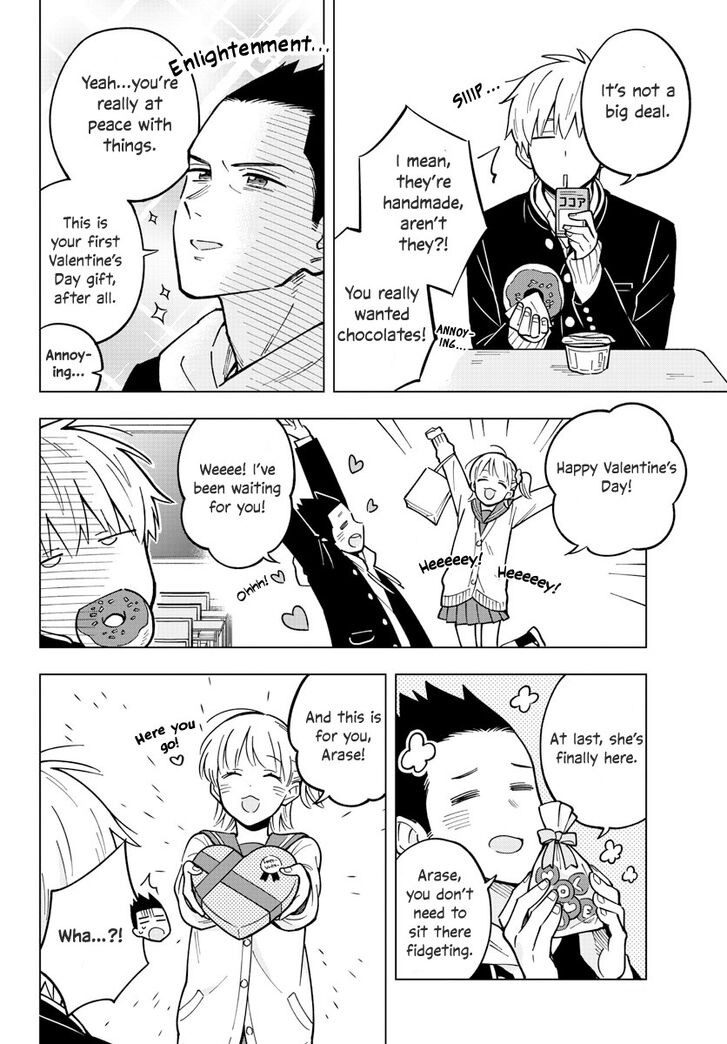 It's not a
big deal.
SIIIP...
ココア
I mean,
they're
handmade,
aren't
they?!
You really
wanted
chocolates!
ANNOY-
ING...
Enlightenment...
Yeah...you're
really at
peace with
things.
This is
your first
Valentine's
Day gift,
after all.
Annoy-
ing...
Happy Valentine's
Day!
Heeeeey!
Heeeeey!
Weeee! I've
been waiting
for you!
Ohhh!
At last, she's
finally here.
Arase,
you don't
need to
sit there
fidgeting.
And this is
for you,
Arase!
Here you
go!
Wha...?!